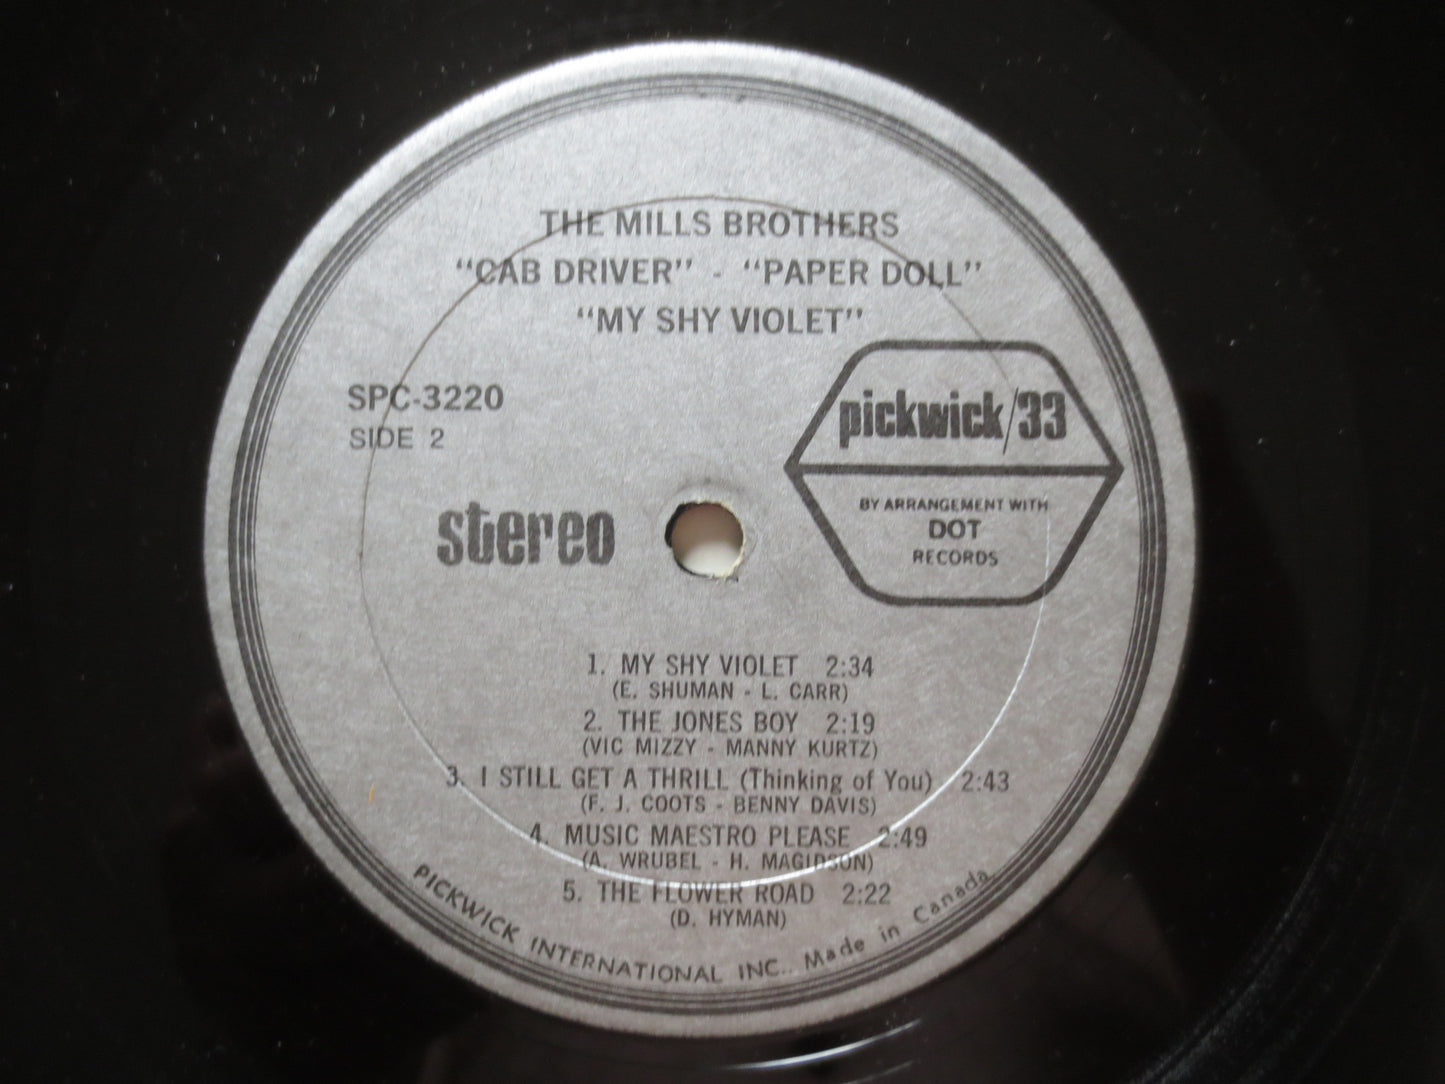 THE MILLS BROTHERS
"CAB DRIVER" - "PAPER DOLL"
"MY SHY VIOLET"
SPC-3220
SIDE 2
stereo
pickwick/33
BY ARRANGEMENT WITH
DOT
RECORDS
1. MY SHY VIOLET 2:34
(E. SHUMAN - L. CARR)
2. THE JONES BOY 2:19
(VIC MIZZY - MANNY KURTZ)
3. I STILL GET A THRILL (Thinking of You) 2:43
(F. J. COOTS - BENNY DAVIS)
4. MUSIC MAESTRO PLEASE 2:49
(A. WRUBEL - H. MAGIDSON)
5. THE FLOWER ROAD 2:22
(D. HYMAN)
PICKWICK INTERNATIONAL INC.. Made in Canada